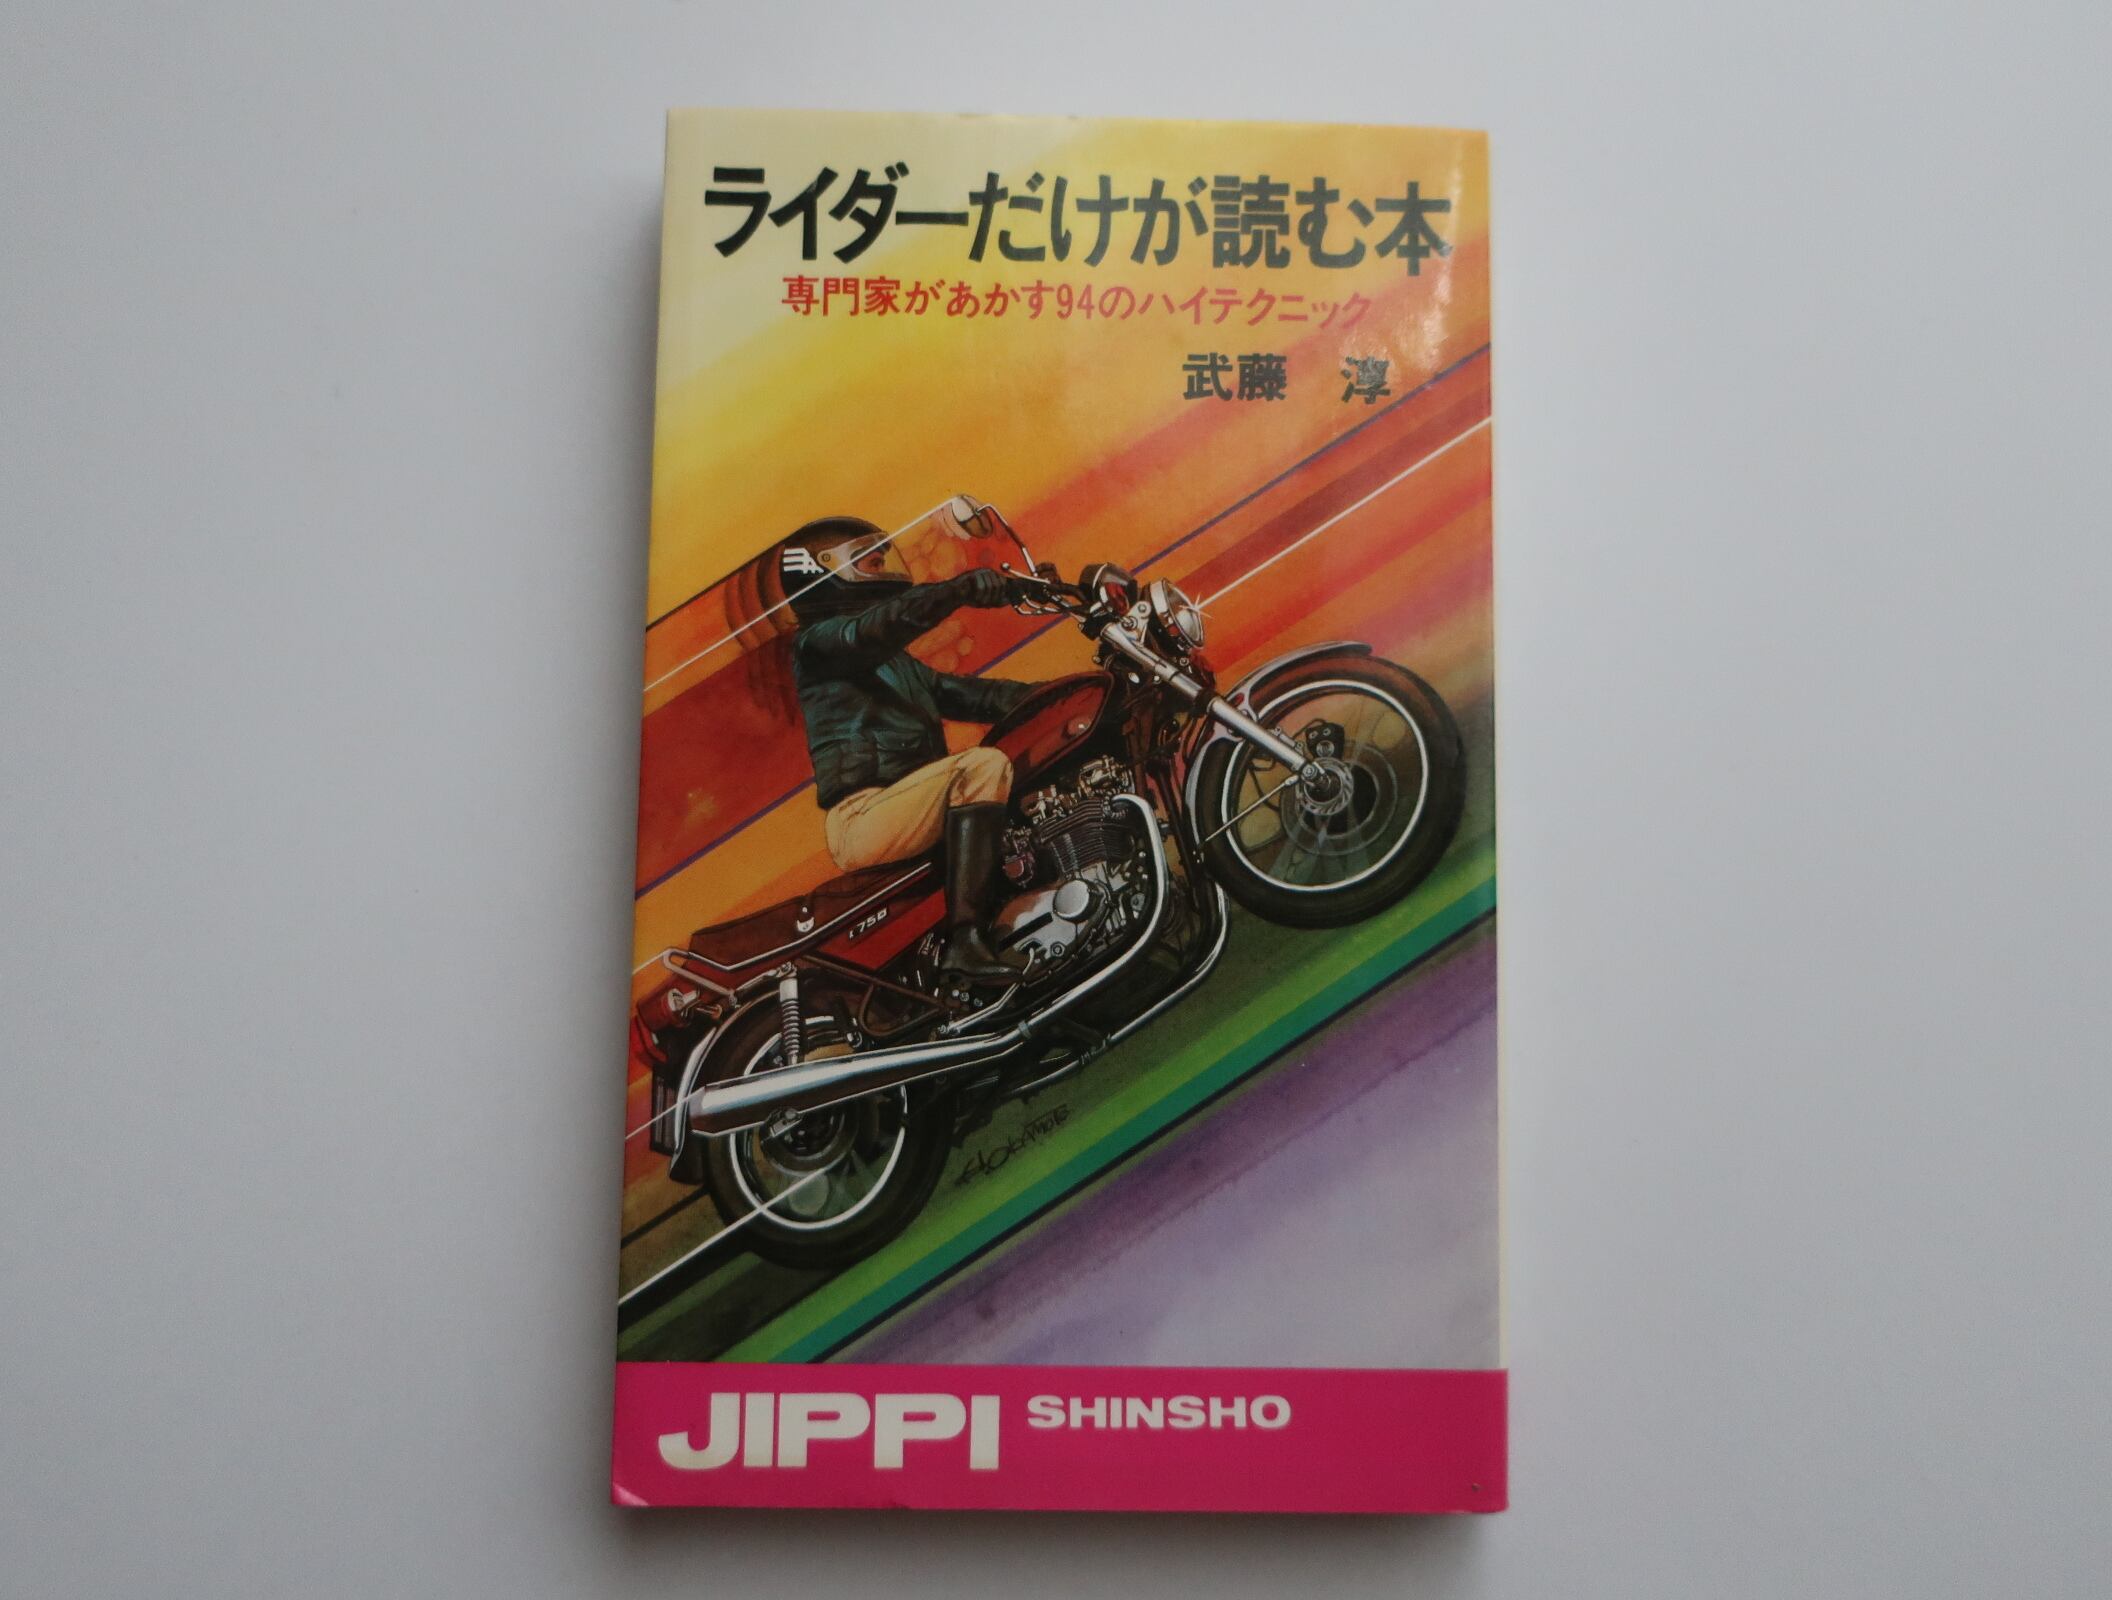 ライダーだけが読む本
専門家があかす94のハイテクニック
武藤 淳
750
JIPPI SHINSHO